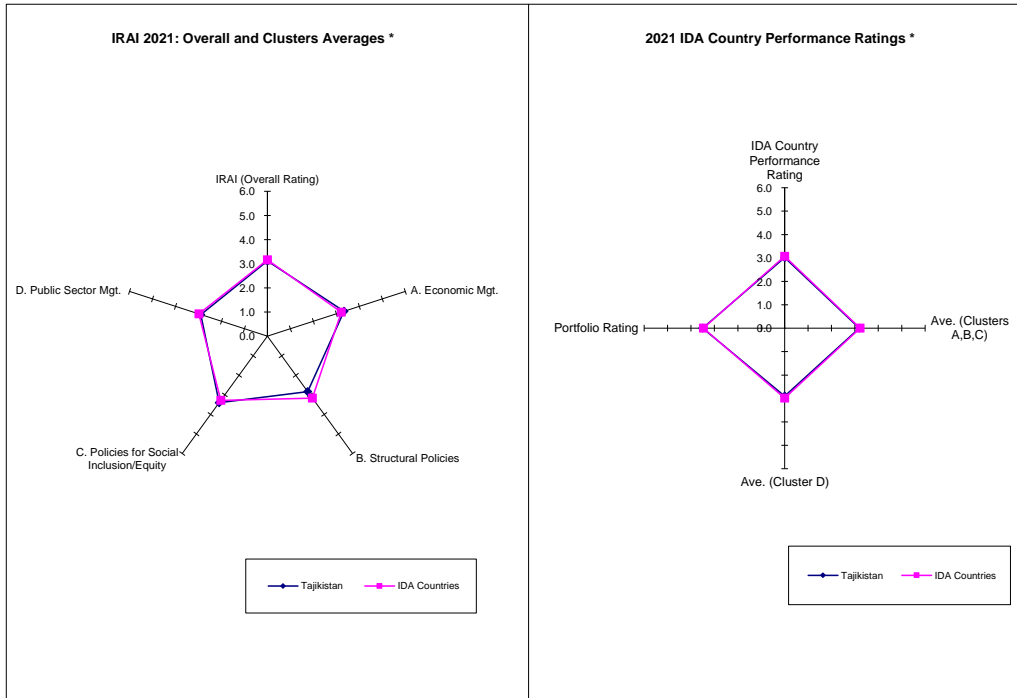 IRAI 2021: Overall and Clusters Averages *
IRAI (Overall Rating)
6.0
5.0
4.0
3.0
2.0
1.0
0.0
A. Economic Mgt.
B. Structural Policies
C. Policies for Social
Inclusion/Equity
D. Public Sector Mgt.
Tajikistan
IDA Countries
2021 IDA Country Performance Ratings *
IDA Country
Performance
Rating
6.0
5.0
4.0
3.0
2.0
1.0
0.0
Ave. (Clusters
A,B,C)
Ave. (Cluster D)
Portfolio Rating
Tajikistan
IDA Countries